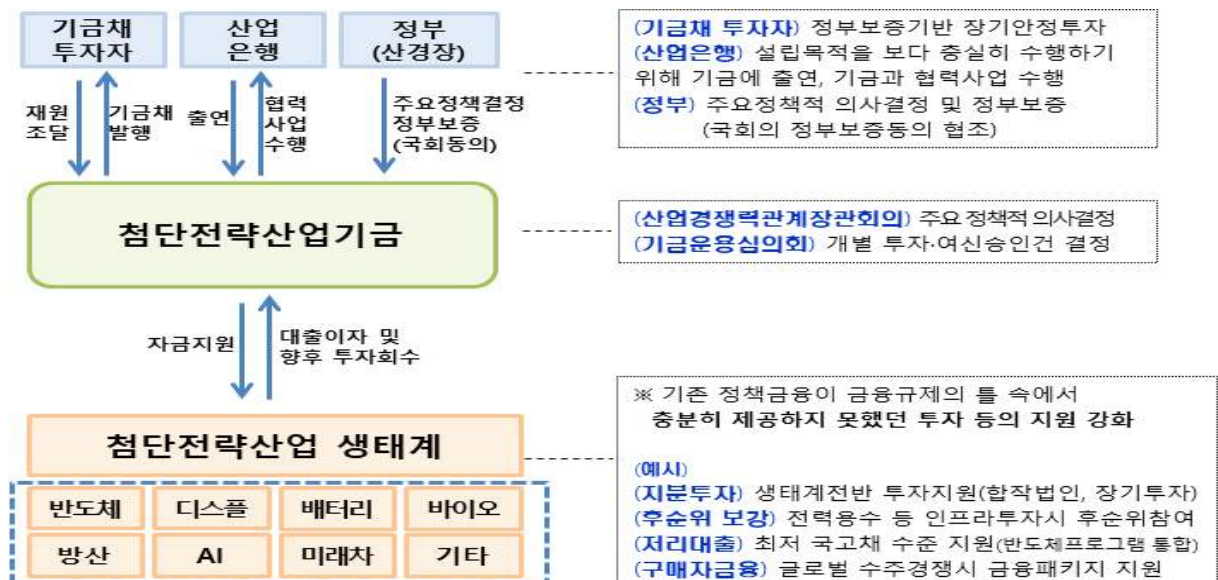 기금채
투자자
산업
은행
정부
(산경장)
재원
조달
기금채
발행
출연
협력
사업
수행
주요정책결정
정부보증
(국회동의)
(기금채 투자자) 정부보증기반 장기안정투자
(산업은행) 설립목적을 보다 충실히 수행하기
위해 기금에 출연, 기금과 협력사업 수행
(정부) 주요정책적 의사결정 및 정부보증
(국회의 정부보증동의 협조)
첨단전략산업기금
(산업경쟁력관계장관회의) 주요 정책적 의사결정
(기금운용심의회) 개별 투자·여신승인건 결정
자금지원
대출이자 및
향후 투자회수
첨단전략산업 생태계
반도체 디스플 배터리 바이오
방산 AI 미래차 기타
※ 기존 정책금융이 금융규제의 틀 속에서
충분히 제공하지 못했던 투자 등의 지원 강화
(예시)
(지분투자) 생태계전반 투자지원(합작법인, 장기투자)
(후순위 보강) 전력용수 등 인프라투자시 후순위참여
(저리대출) 최저 국고채 수준 지원(반도체프로그램 통합)
(구매자금융) 글로벌 수주경쟁시 금융패키지 지원